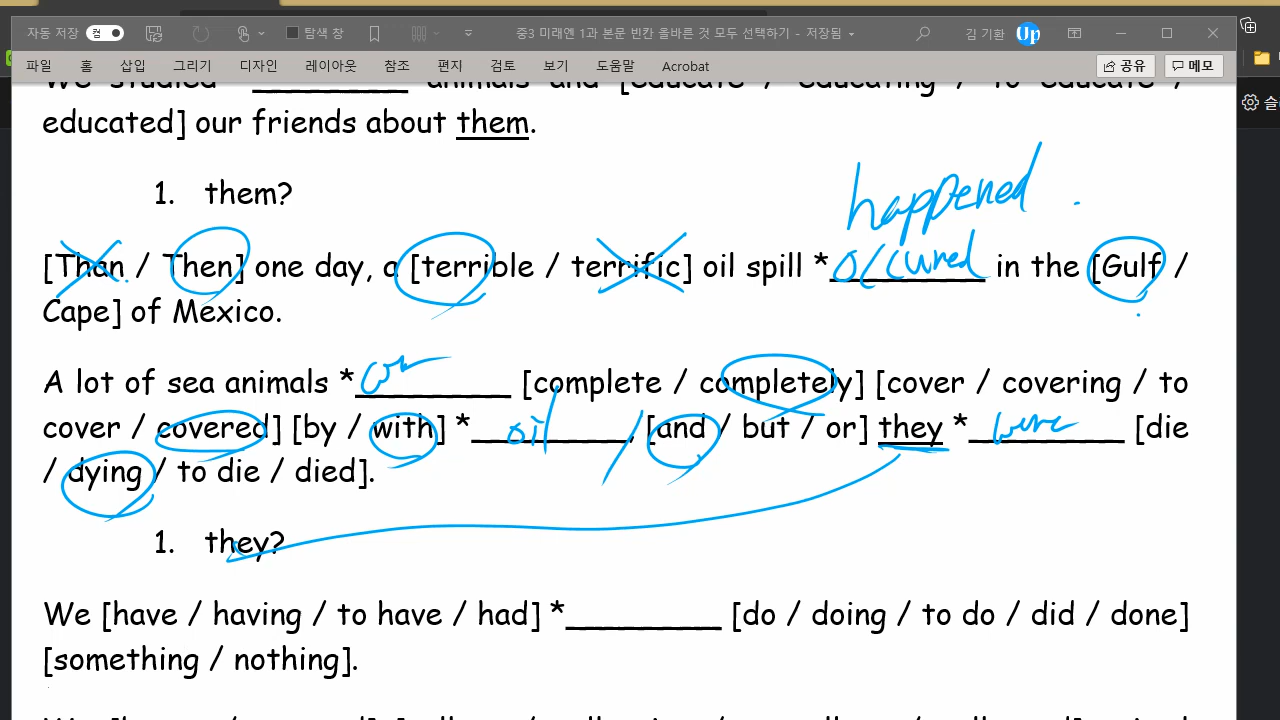 자동 저장 켬 탐색 창 중3 미래엔 1과 본문 빈칸 올바른 것 모두 선택하기 - 저장됨 김 기환 Up
파일 홈 삽입 그리기 디자인 레이아웃 참조 편지 검토 보기 도움말 Acrobat 공유 메모
We studied ________ animals and [educate / educating / to educate /
educated] our friends about them.
1. them?
happened
[Than / Then] one day, a [terrible / terrific] oil spill *occured in the [Gulf /
Cape] of Mexico.
A lot of sea animals *________ [complete / completely] [cover / covering / to
cover / covered] [by / with] *oil, [and / but / or] they *were [die
/ dying / to die / died].
1. they?
We [have / having / to have / had] *________ [do / doing / to do / did / done]
[something / nothing].